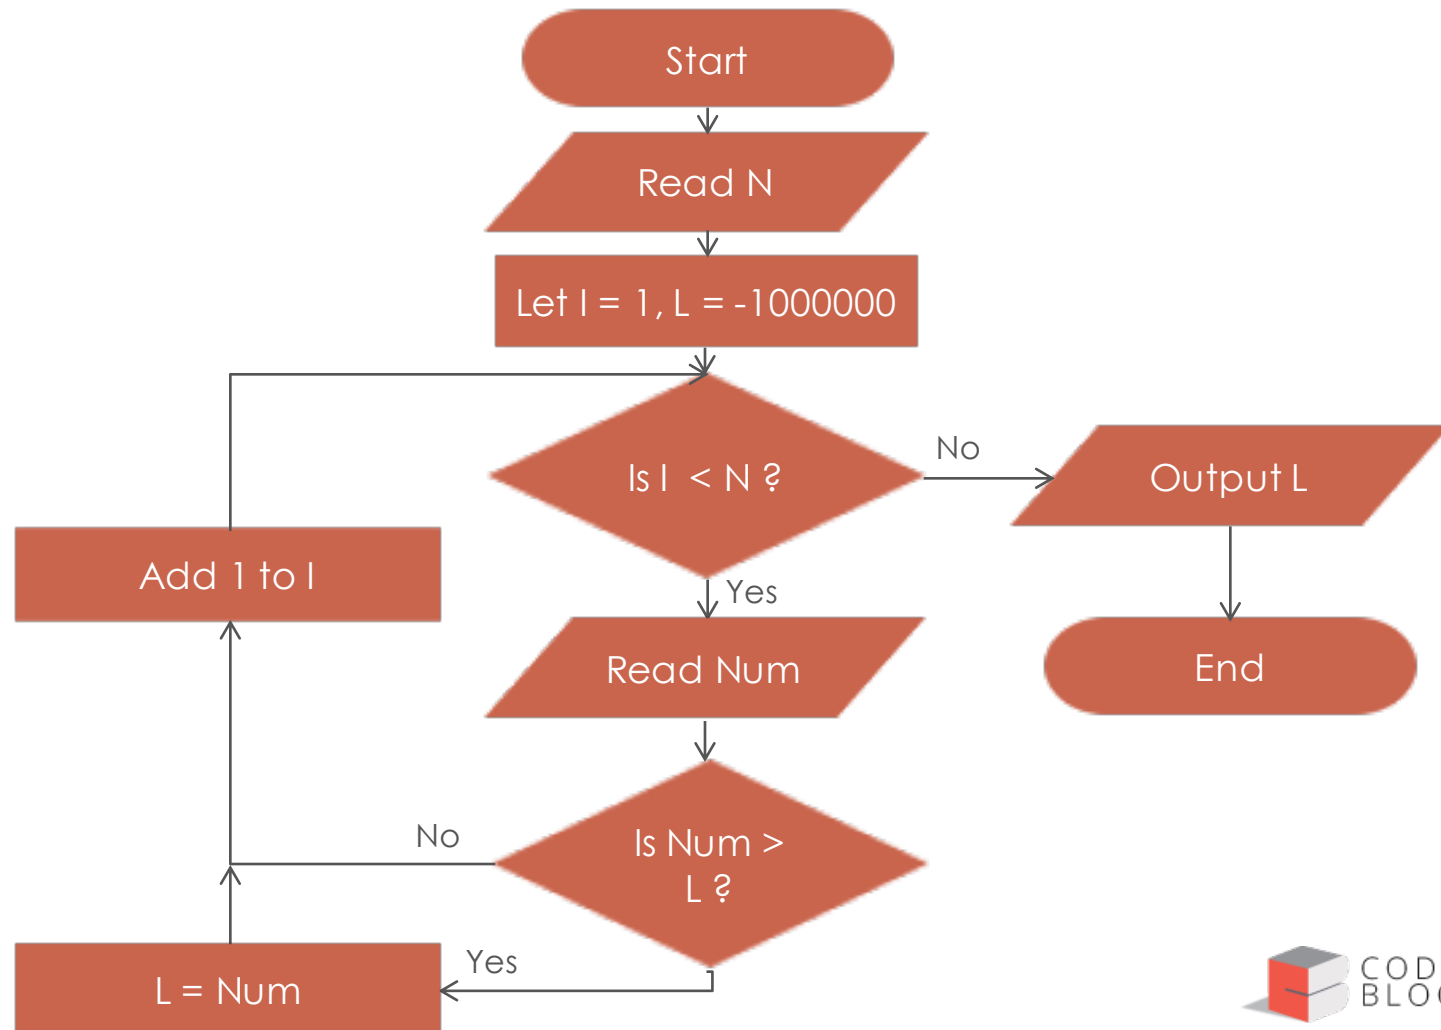 Start
Read N
Let I = 1, L = -1000000
Is I < N ?
No
Output L
Add 1 to I
Yes
Read Num
End
Is Num >
L ?
No
Yes
L = Num